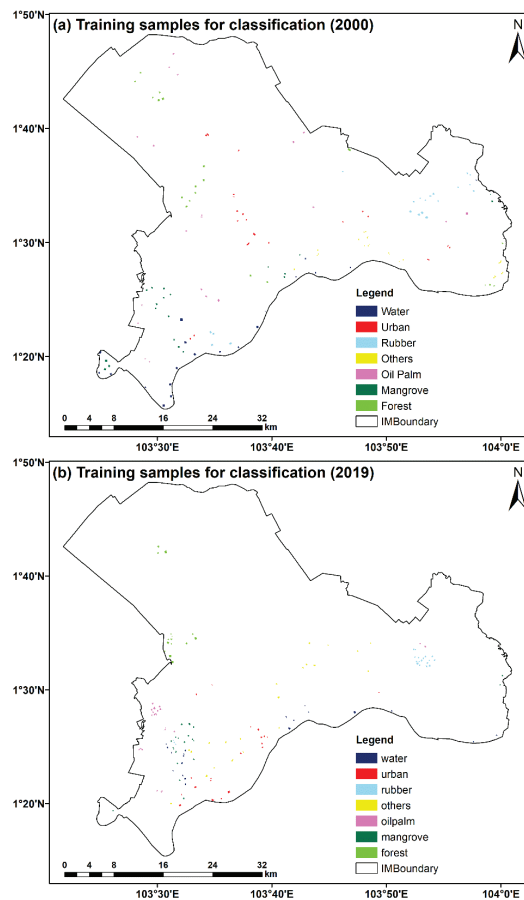 (a) Training samples for classification (2000)
N
1°50'N
1°40'N
1°30'N
1°20'N
Legend
Water
Urban
Rubber
Others
Oil Palm
Mangrove
Forest
IMBoundary
0 4 8 16 24 32
km
103°30'E 103°40'E 103°50'E 104°0'E
(b) Training samples for classification (2019)
N
1°50'N
1°40'N
1°30'N
1°20'N
Legend
water
urban
rubber
others
oilpalm
mangrove
forest
IMBoundary
0 4 8 16 24 32
km
103°30'E 103°40'E 103°50'E 104°0'E